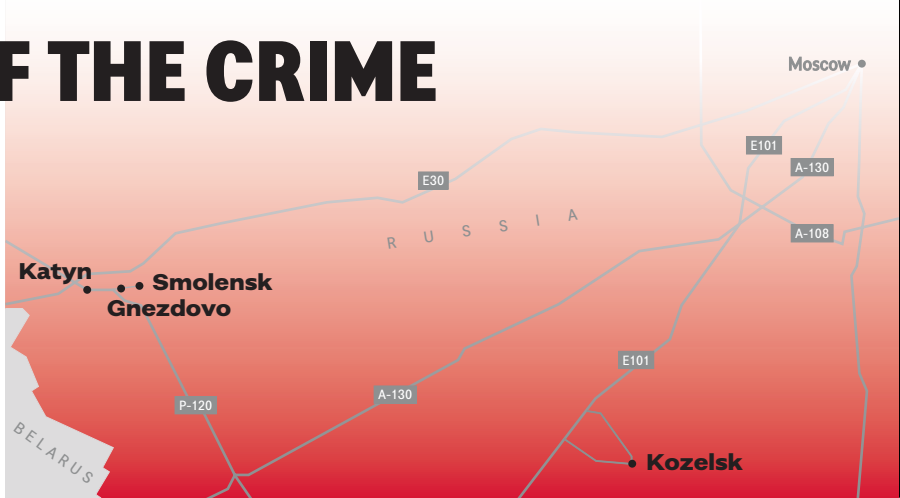 F THE CRIME
Moscow
E101
A-130
E30
RUSSIA
A-108
Katyn
Smolensk
Gnezdovo
E101
A-130
P-120
BELARUS
Kozelsk